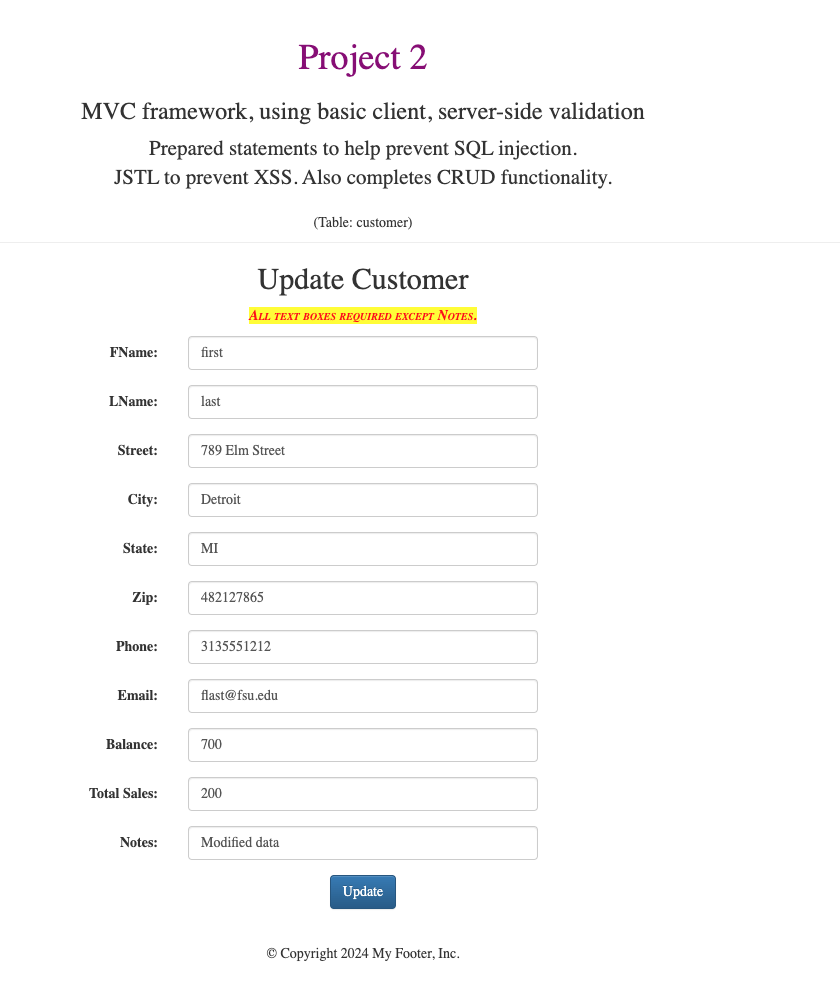 Project 2
MVC framework, using basic client, server-side validation
Prepared statements to help prevent SQL injection.
JSTL to prevent XSS. Also completes CRUD functionality.
(Table: customer)
Update Customer
All text boxes required except Notes.
FName: first
LName: last
Street: 789 Elm Street
City: Detroit
State: MI
Zip: 482127865
Phone: 3135551212
Email: flast@fsu.edu
Balance: 700
Total Sales: 200
Notes: Modified data
Update
© Copyright 2024 My Footer, Inc.